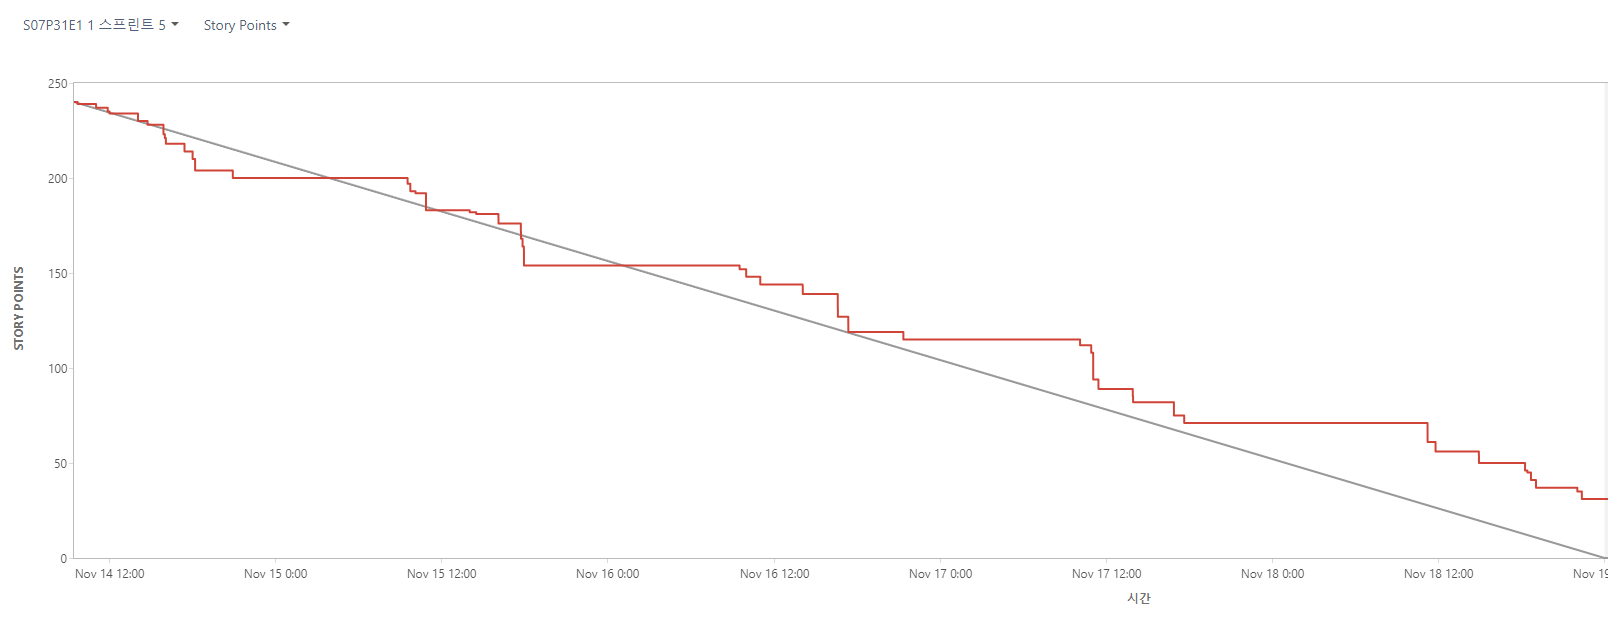 S07P31E1 1 스프린트 5 Story Points
250
200
150
100
50
0
STORY POINTS
Nov 14 12:00 Nov 15 0:00 Nov 15 12:00 Nov 16 0:00 Nov 16 12:00 Nov 17 0:00 Nov 17 12:00 Nov 18 0:00 Nov 18 12:00 Nov 19
시간